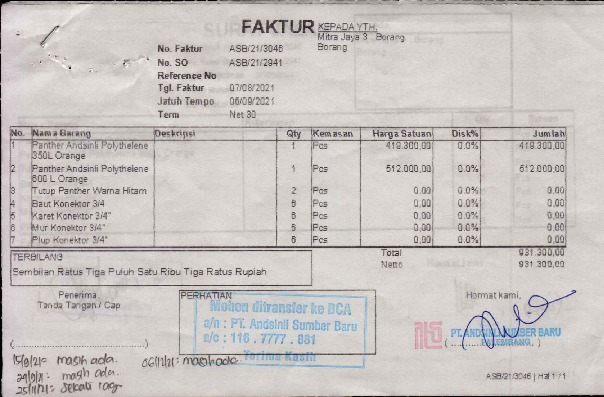 FAKTUR
KEPADA YTH,
Mitra Jaya 3 Borang
Borang
No. Faktur ASB/21/3046
No. SO ASB/21/2941
Reference No
Tgl. Faktur 07/08/2021
Jatuh Tempo 06/09/2021
Term Net 30
No. Nama Barang Deskripsi Qty Kemasan Harga Satuan Disk% Jumlah
1 Panther Andsinli Polythelene 1 Pcs 419.300,00 0.0% 419.300,00
350L Orange
2 Panther Andsinli Polythelene 1 Pcs 512.000,00 0.0% 512.000,00
600 L Orange
3 Tutup Panther Warna Hitam 2 Pcs 0,00 0.0% 0,00
4 Baut Konektor 3/4 6 Pcs 0,00 0.0% 0,00
5 Karet Konektor 3/4" 6 Pcs 0,00 0.0% 0,00
6 Mur Konektor 3/4" 6 Pcs 0,00 0.0% 0,00
7 Plup Konektor 3/4" 6 Pcs 0,00 0.0% 0,00
Total 931.300,00
Netto 931.300,00
TERBILANG
Sembilan Ratus Tiga Puluh Satu Ribu Tiga Ratus Rupiah
Penerima
Tanda Tangan / Cap
(....................)
PERHATIAN
Mohon ditransfer ke BCA
a/n : PT. Andsinli Sumber Baru
a/c : 116 . 7777 . 881
Terima Kasih
Hormat kami,
PT. ANDSINLI SUMBER BARU
PALEMBANG.
15/9/21= masih ada.
06/11/21= masih ada
masih ada.
ASB/21/3046 | Hal 1 / 1